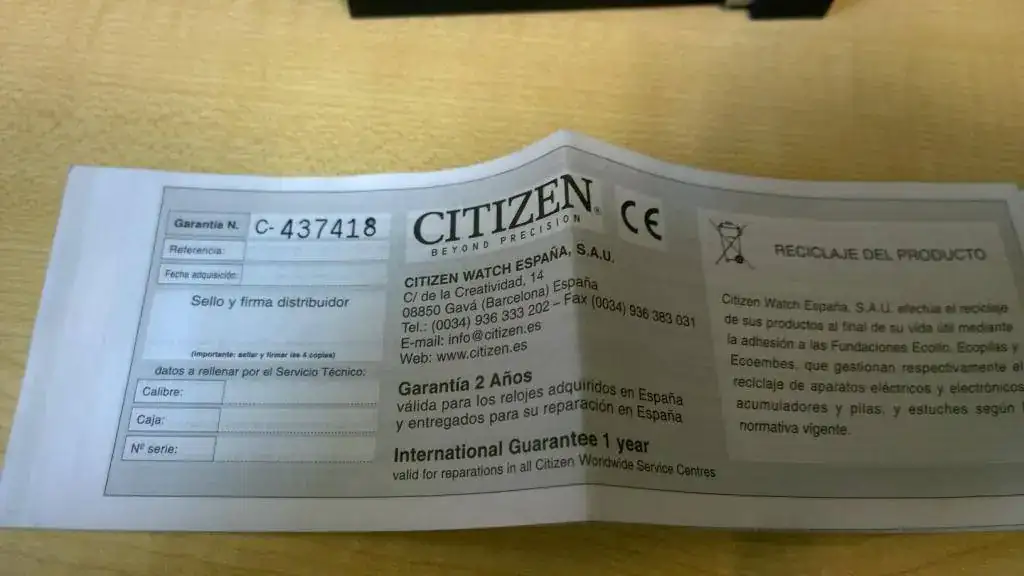 Garantía N. C- 437418
Referencia:
Fecha adquisición:
Sello y firma distribuidor
(importante: sellar y firmar las 4 copias)
datos a rellenar por el Servicio Técnico:
Calibre:
Caja:
Nº serie:
CITIZEN®
BEYOND PRECISION
CE
CITIZEN WATCH ESPAÑA, S.A.U.
C/ de la Creatividad, 14
08850 Gavá (Barcelona) España
Tel.: (0034) 936 333 202 – Fax (0034) 936 383 031
E-mail: info@citizen.es
Web: www.citizen.es
Garantía 2 Años
válida para los relojes adquiridos en España
y entregados para su reparación en España
International Guarantee 1 year
valid for reparations in all Citizen Worldwide Service Centres
RECICLAJE DEL PRODUCTO
Citizen Watch España, S.A.U. efectua el reciclaje
de sus productos al final de su vida útil mediante
la adhesión a las Fundaciones Ecolec, Ecopilas y
Ecoembes, que gestionan respectivamente el
reciclaje de aparatos eléctricos y electrónicos
acumuladores y pilas, y estuches según
normativa vigente.